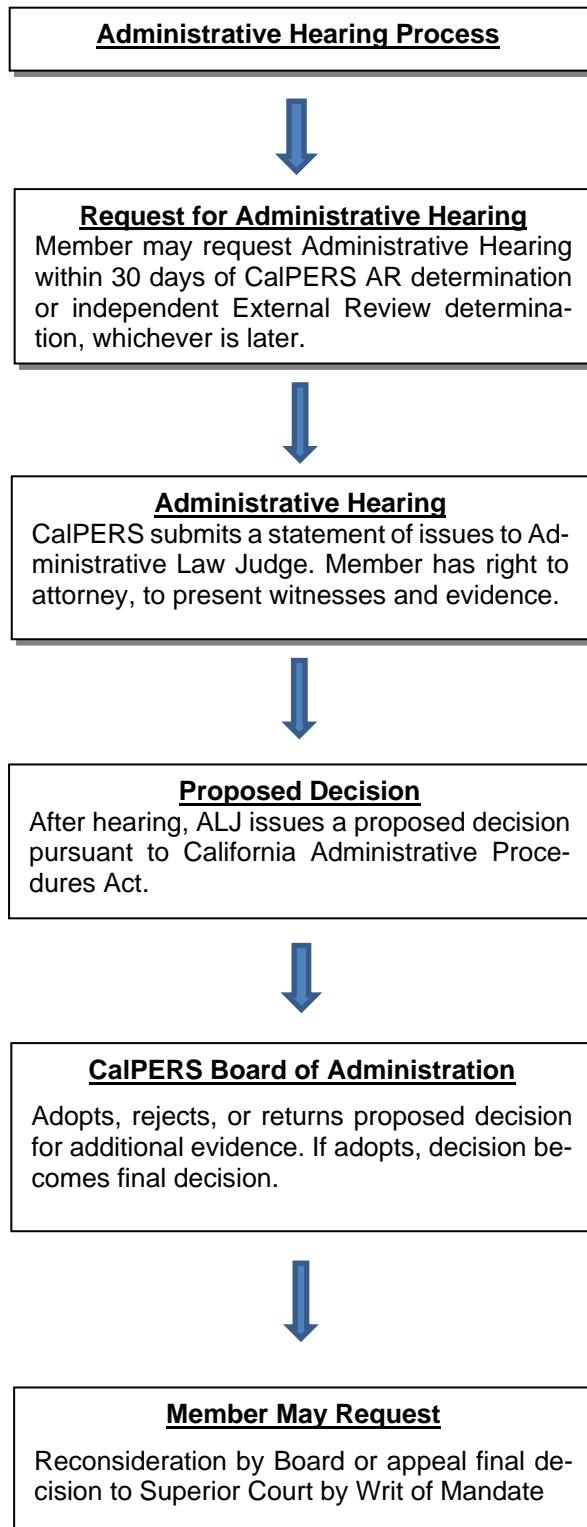 Administrative Hearing Process
Request for Administrative Hearing
Member may request Administrative Hearing
within 30 days of CalPERS AR determination
or independent External Review determina-
tion, whichever is later.
Administrative Hearing
CalPERS submits a statement of issues to Ad-
ministrative Law Judge. Member has right to
attorney, to present witnesses and evidence.
Proposed Decision
After hearing, ALJ issues a proposed decision
pursuant to California Administrative Proce-
dures Act.
CalPERS Board of Administration
Adopts, rejects, or returns proposed decision
for additional evidence. If adopts, decision be-
comes final decision.
Member May Request
Reconsideration by Board or appeal final de-
cision to Superior Court by Writ of Mandate